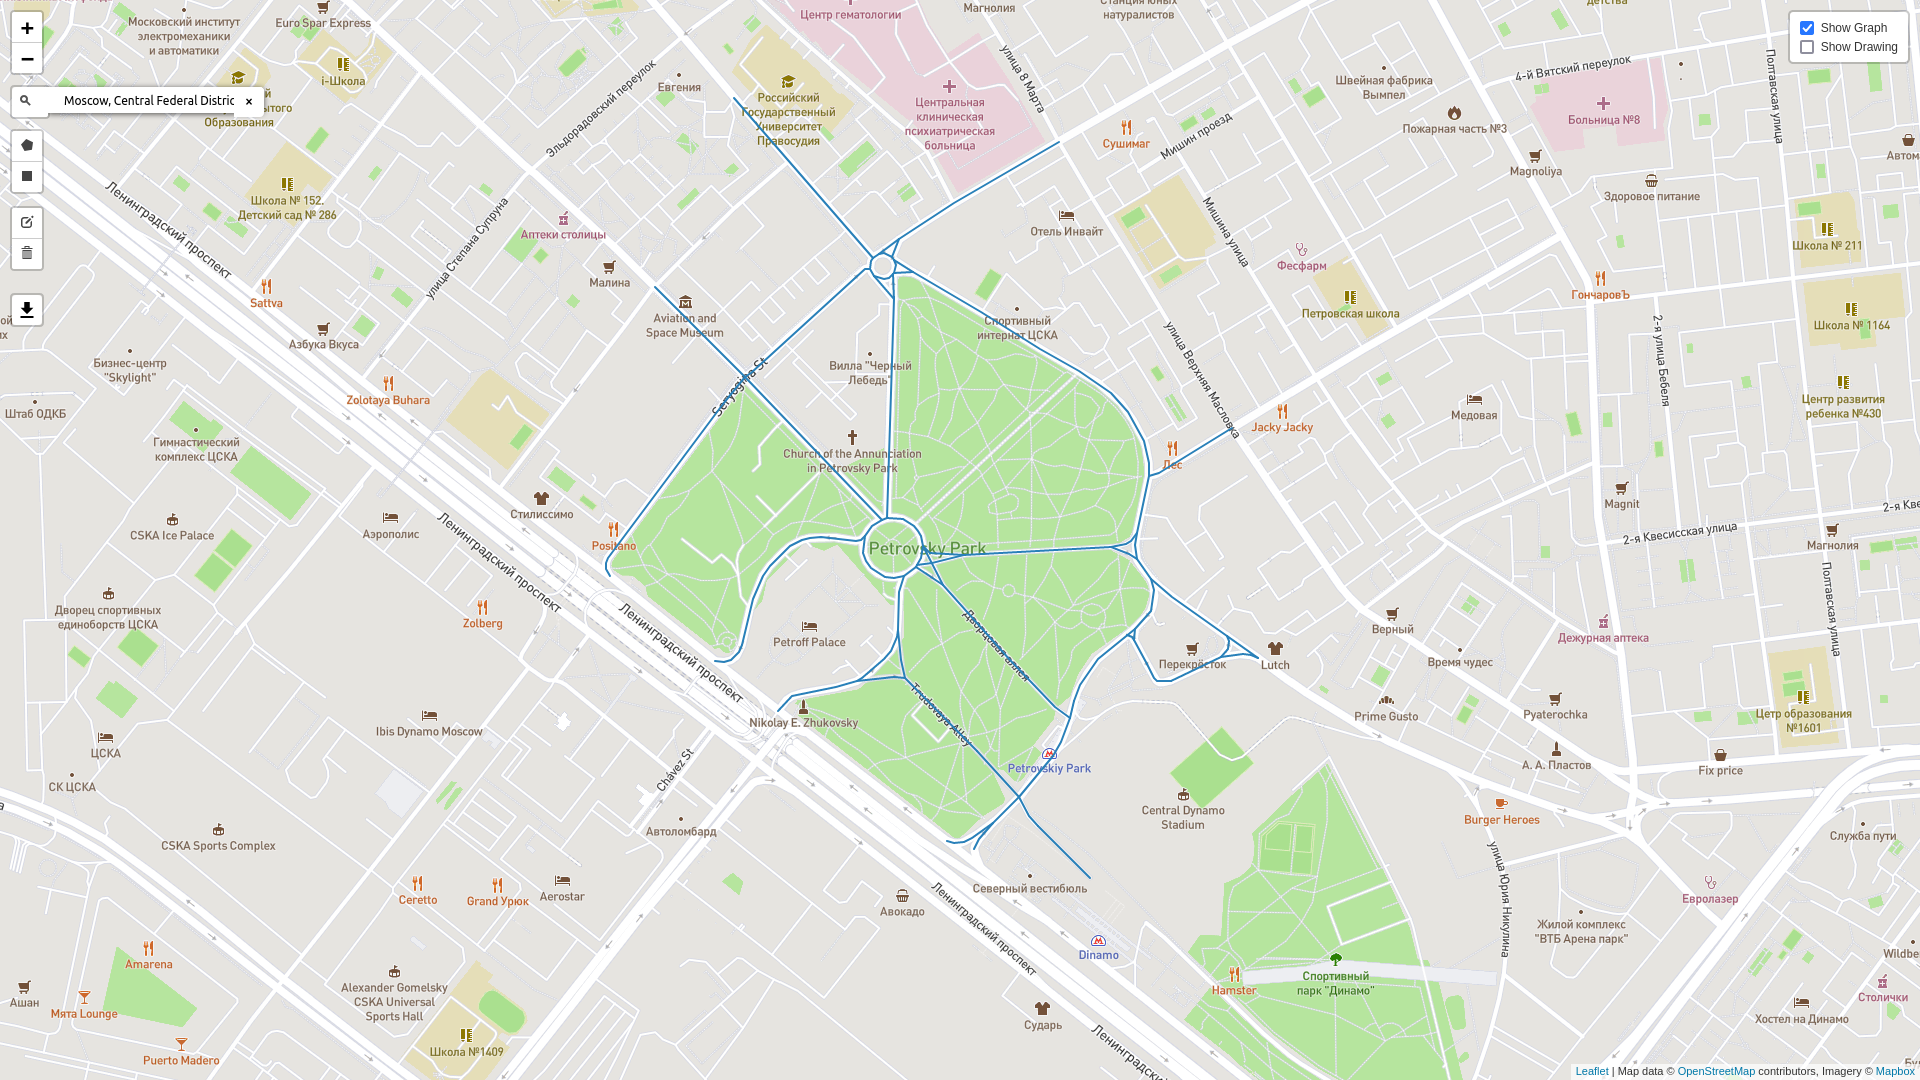 Московский институт
электромеханики
и автоматики
Euro Spar Express
Центр гематологии
Магнолия
Станция юных
натуралистов
детства
Show Graph
Show Drawing
+
−
i-Школа
Евгения
Эльдорадовский переулок
Российский
Государственный
Университет
Правосудия
Центральная
клиническая
психиатрическая
больница
улица 8 Марта
Сушимаг
Мишин проезд
Швейная фабрика
Вымпел
4-й Вятский переулок
Полтавская улица
Пожарная часть №3
Больница №8
Moscow, Central Federal Distric
×
Образования
Magnoliya
Здоровое питание
Ленинградский проспект
Школа № 152.
Детский сад № 286
улица Степана Супруна
Аптеки столицы
Отель Инвайт
Мишина улица
Фесфарм
Школа № 211
Sattva
Малина
Aviation and
Space Museum
ГончаровЪ
Петровская школа
Школа № 1164
Азбука Вкуса
Спортивный
интернат ЦСКА
улица Верхняя Масловка
2-я улица Бебеля
Бизнес-центр
"Skylight"
Вилла "Черный
Лебедь"
Seryogina St
Zolotaya Buhara
Штаб ОДКБ
Центр развития
ребенка №430
Медовая
Jacky Jacky
Гимнастический
комплекс ЦСКА
Church of the Annunciation
in Petrovsky Park
Лес
Magnit
Стилиссимо
CSKA Ice Palace
Аэрополис
Ленинградский проспект
Positano
Petrovsky Park
2-я Квесисская улица
Магнолия
Полтавская улица
Дворец спортивных
единоборств ЦСКА
Zolberg
Ленинградский проспект
Petroff Palace
Дворцовая аллея
Верный
Дежурная аптека
Перекрёсток
Lutch
Время чудес
Trudovaya Alley
Nikolay E. Zhukovsky
Ibis Dynamo Moscow
Prime Gusto
Pyaterochka
Цетр образования
№1601
ЦСКА
СК ЦСКА
Chávez St
Petrovskiy Park
А. А. Пластов
Fix price
Central Dynamo
Stadium
Burger Heroes
Служба пути
CSKA Sports Complex
Автоломбард
улица Юрия Никулина
Ceretto
Grand Урюк
Aerostar
Авокадо
Северный вестибюль
Ленинградский проспект
Евролазер
Жилой комплекс
"ВТБ Арена парк"
Dinamo
Amarena
Hamster
Спортивный
парк "Динамо"
Столички
Ашан
Мята Lounge
Alexander Gomelsky
CSKA Universal
Sports Hall
Сударь
Хостел на Динамо
Школа №1409
Puerto Madero
Leaflet | Map data © OpenStreetMap contributors, Imagery © Mapbox